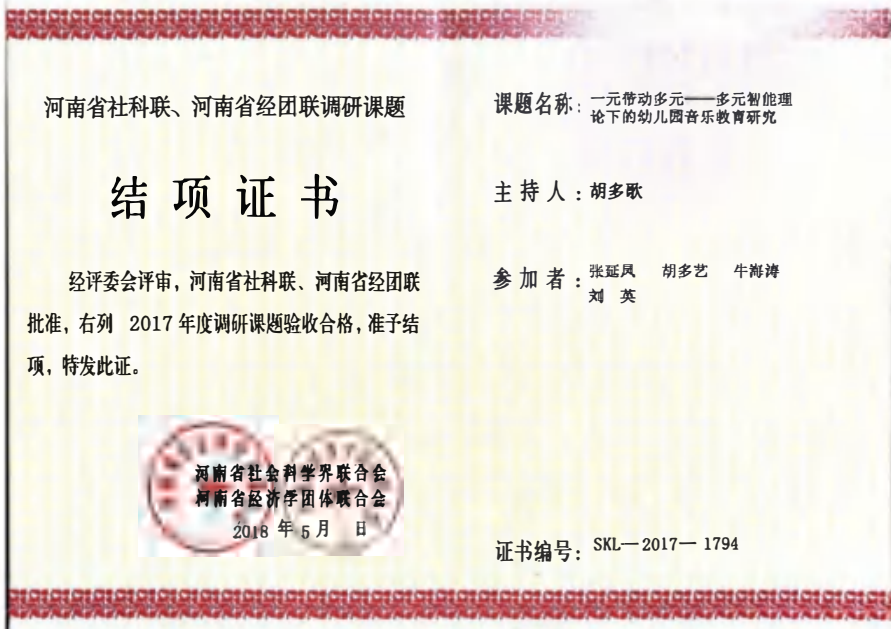 河南省社科联、河南省经团联调研课题
结项证书
经评委会评审，河南省社科联、河南省经团联
批准，右列 2017 年度调研课题验收合格，准予结
项，特发此证。
河南省社会科学界联合会
河南省经济学团体联合会
2018 年 5 月 日
课题名称：一元带动多元——多元智能理
论下的幼儿园音乐教育研究
主持人：胡多歌
参加者：张延凤 胡多艺 牛海涛
刘 英
证书编号：SKL—2017—1794